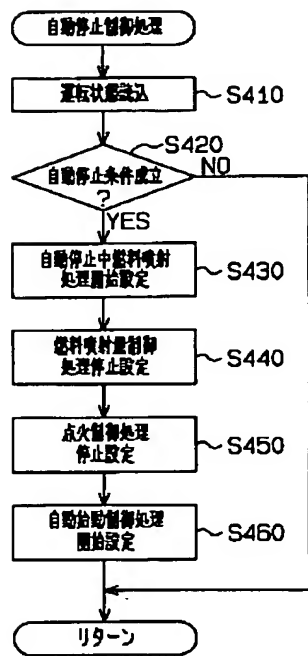 自動停止制御処理
運転状態読込
S410
S420
自動停止条件成立
?
NO
YES
自動停止中燃料噴射
処理開始設定
S430
燃料噴射量制御
処理停止設定
S440
点火制御処理
停止設定
S450
自動始動制御処理
開始設定
S460
リターン